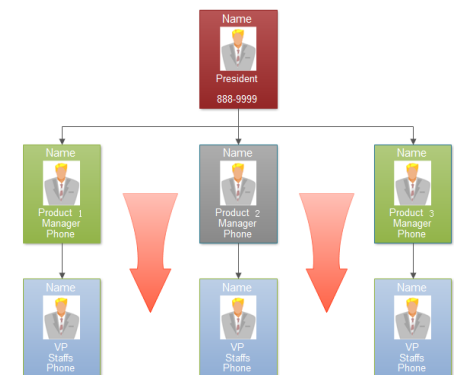 Name
President
888-9999
Name
Product 1
Manager
Phone
Name
Product 2
Manager
Phone
Name
Product 3
Manager
Phone
Name
VP
Staffs
Phone
Name
VP
Staffs
Phone
Name
VP
Staffs
Phone